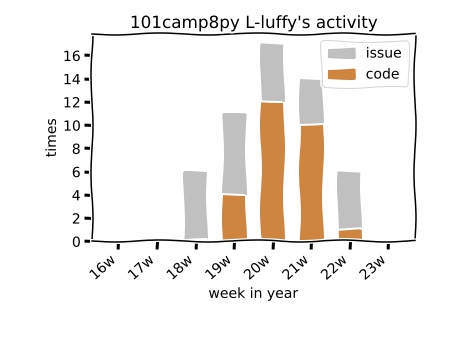 101camp8py L-luffy's activity
issue
code
times
16
14
12
10
8
6
4
2
0
16w 17w 18w 19w 20w 21w 22w 23w
week in year